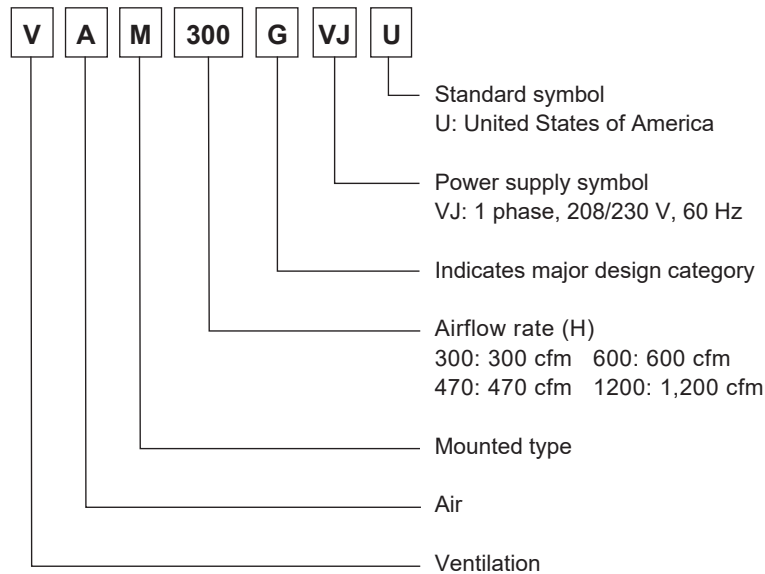 V A M 300 G VJ U
Standard symbol
U: United States of America
Power supply symbol
VJ: 1 phase, 208/230 V, 60 Hz
Indicates major design category
Airflow rate (H)
300: 300 cfm 600: 600 cfm
470: 470 cfm 1200: 1,200 cfm
Mounted type
Air
Ventilation